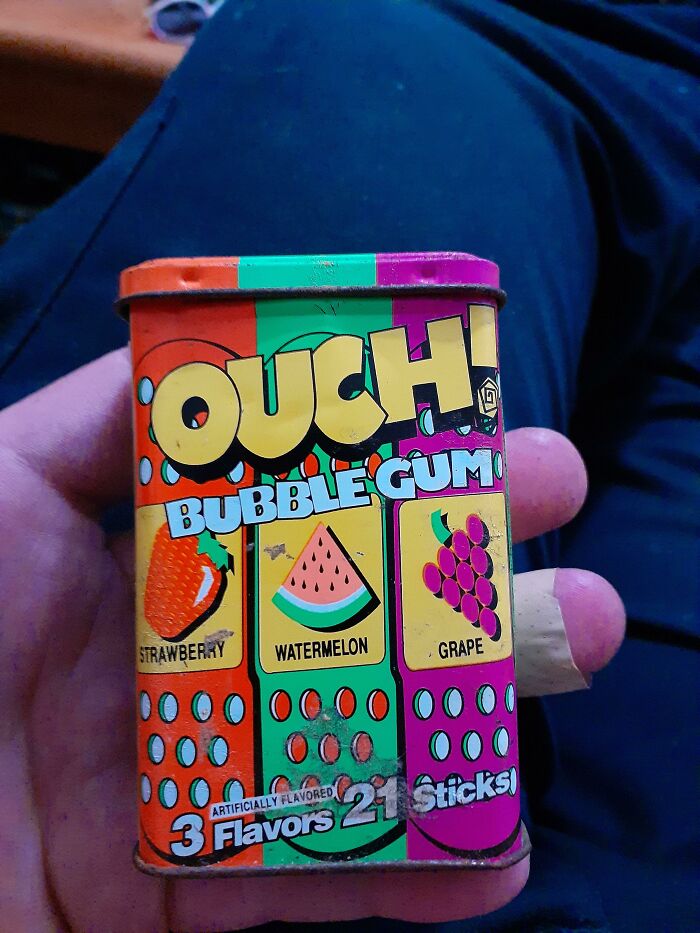 OUCH!
BUBBLE GUM
STRAWBERRY
WATERMELON
GRAPE
ARTIFICIALLY FLAVORED
3 Flavors 21 Sticks